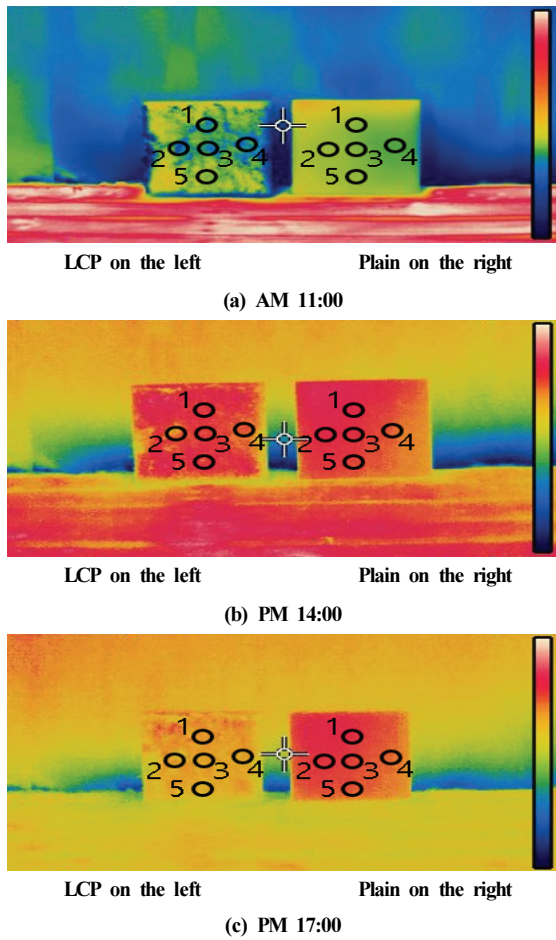 1 1
2 3 4 2 3 4
5 5
LCP on the left Plain on the right
(a) AM 11:00
1 1
2 3 4 2 3 4
5 5
LCP on the left Plain on the right
(b) PM 14:00
1 1
2 3 4 2 3 4
5 5
LCP on the left Plain on the right
(c) PM 17:00